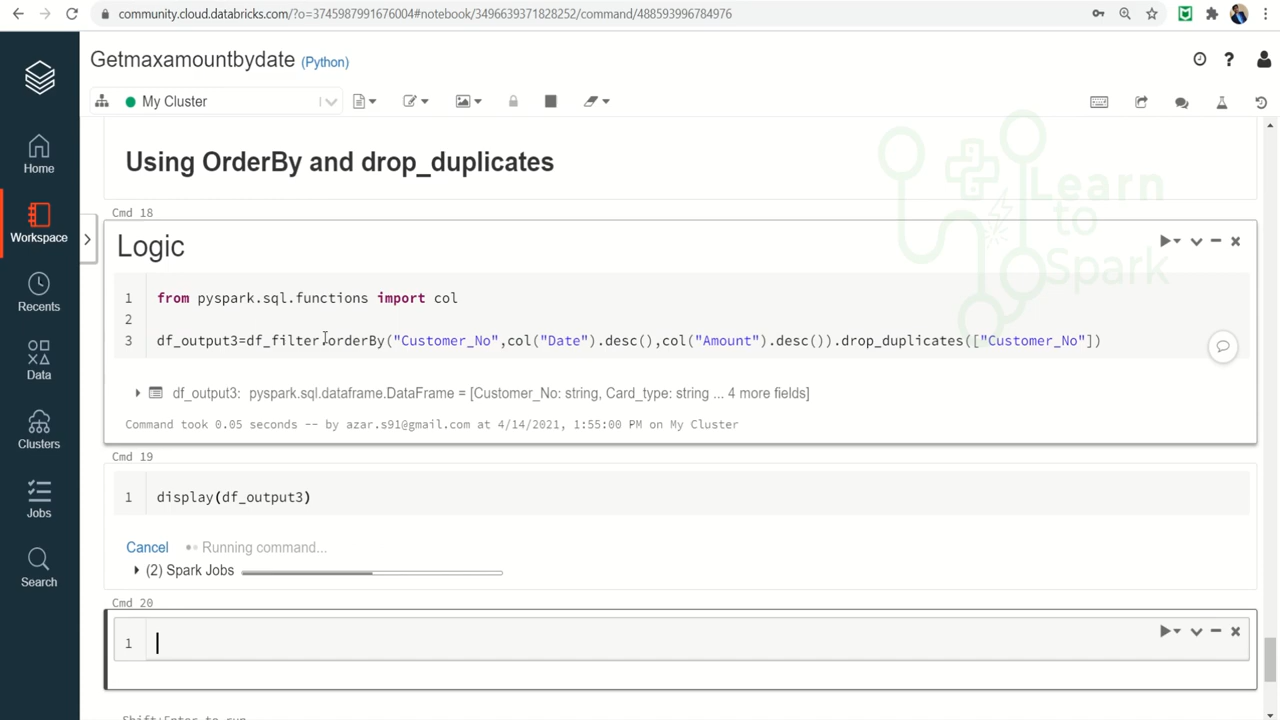 community.cloud.databricks.com/?o=3745987991676004#notebook/3496639371828252/command/488593996784976
Getmaxamountbydate (Python)
My Cluster
Home
Workspace
Recents
Data
Clusters
Jobs
Search
Learn
to
Spark
Using OrderBy and drop_duplicates
Cmd 18
Logic
1 from pyspark.sql.functions import col
2
3 df_output3=df_filter.orderBy("Customer_No",col("Date").desc(),col("Amount").desc()).drop_duplicates(["Customer_No"])
df_output3: pyspark.sql.dataframe.DataFrame = [Customer_No: string, Card_type: string ... 4 more fields]
Command took 0.05 seconds -- by azar.s91@gmail.com at 4/14/2021, 1:55:00 PM on My Cluster
Cmd 19
1 display(df_output3)
Cancel Running command...
(2) Spark Jobs
Cmd 20
1
Shift+Enter to run